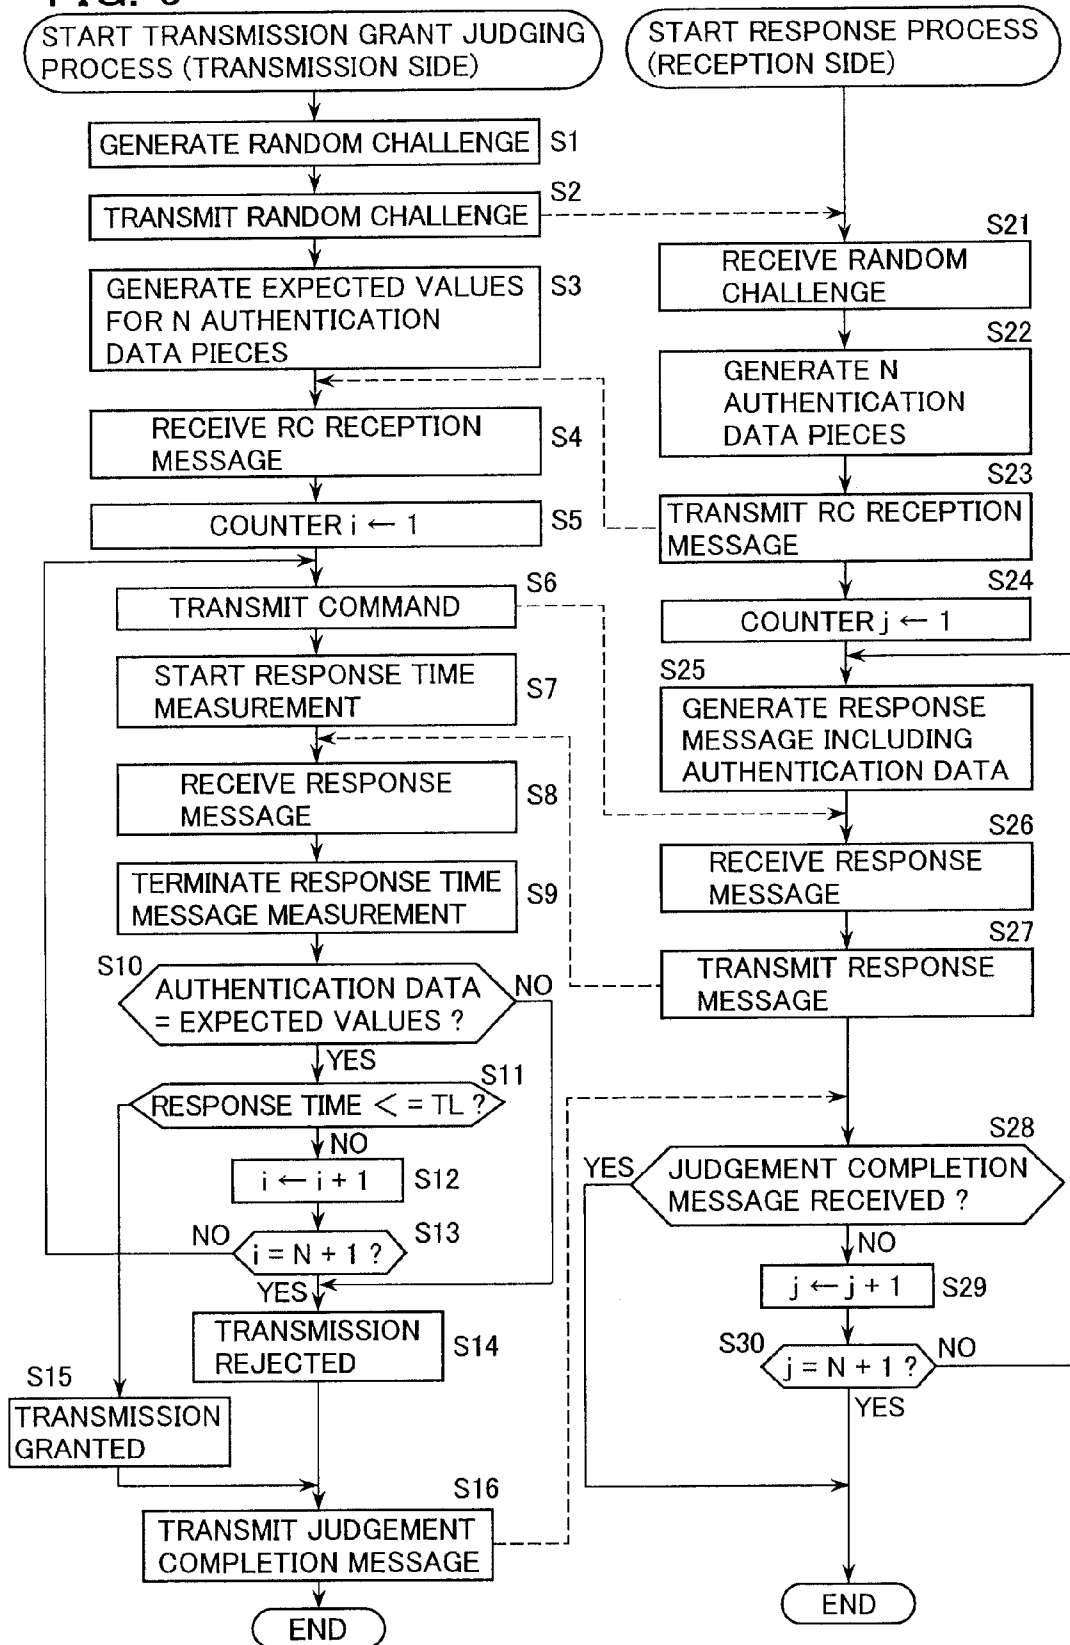 START TRANSMISSION GRANT JUDGING
PROCESS (TRANSMISSION SIDE)
GENERATE RANDOM CHALLENGE
S1
S2
TRANSMIT RANDOM CHALLENGE
GENERATE EXPECTED VALUES
FOR N AUTHENTICATION
DATA PIECES
S3
RECEIVE RC RECEPTION
MESSAGE
S4
COUNTER i ← 1
S5
S6
TRANSMIT COMMAND
START RESPONSE TIME
MEASUREMENT
S7
RECEIVE RESPONSE
MESSAGE
S8
TERMINATE RESPONSE TIME
MESSAGE MEASUREMENT
S9
S10
AUTHENTICATION DATA
= EXPECTED VALUES ?
NO
YES
S11
RESPONSE TIME < = TL ?
NO
i ← i + 1
S12
NO
i = N + 1 ?
S13
YES
TRANSMISSION
REJECTED
S14
S15
TRANSMISSION
GRANTED
S16
TRANSMIT JUDGEMENT
COMPLETION MESSAGE
END
START RESPONSE PROCESS
(RECEPTION SIDE)
S21
RECEIVE RANDOM
CHALLENGE
S22
GENERATE N
AUTHENTICATION
DATA PIECES
S23
TRANSMIT RC RECEPTION
MESSAGE
S24
COUNTER j ← 1
S25
GENERATE RESPONSE
MESSAGE INCLUDING
AUTHENTICATION DATA
S26
RECEIVE RESPONSE
MESSAGE
S27
TRANSMIT RESPONSE
MESSAGE
S28
YES
JUDGEMENT COMPLETION
MESSAGE RECEIVED ?
NO
j ← j + 1
S29
S30
j = N + 1 ?
NO
YES
END